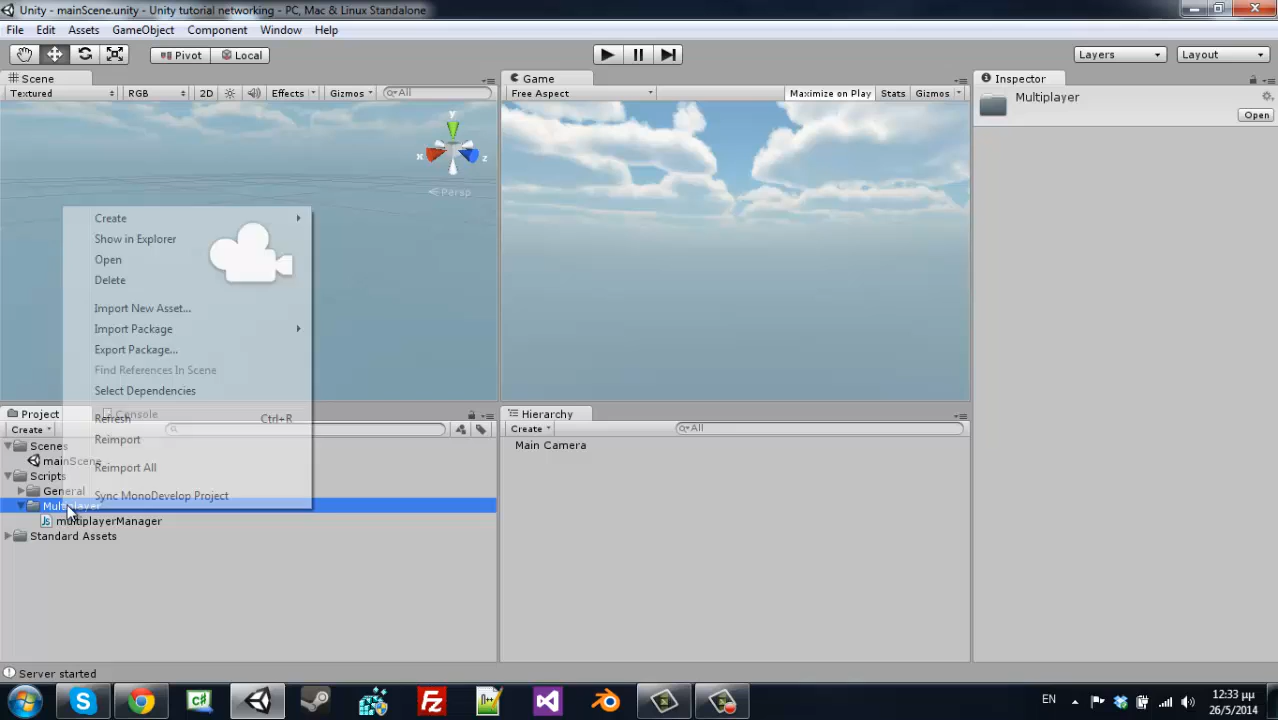 Unity - mainScene.unity - Unity tutorial networking - PC, Mac & Linux Standalone
File Edit Assets GameObject Component Window Help
Pivot Local Layers Layout
Scene Game Inspector
Textured RGB 2D Effects Gizmos All Free Aspect Maximize on Play Stats Gizmos
Multiplayer
Open
y
x z
Persp
Create
Show in Explorer
Open
Delete
Import New Asset...
Import Package
Export Package...
Find References In Scene
Select Dependencies
Refresh Ctrl+R
Reimport
Reimport All
Sync MonoDevelop Project
Project Console
Create
Scenes
mainScene
Scripts
General
Multiplayer
multiplayerManager
Standard Assets
Hierarchy
Create All
Main Camera
Server started
EN
12:33 μμ
26/5/2014